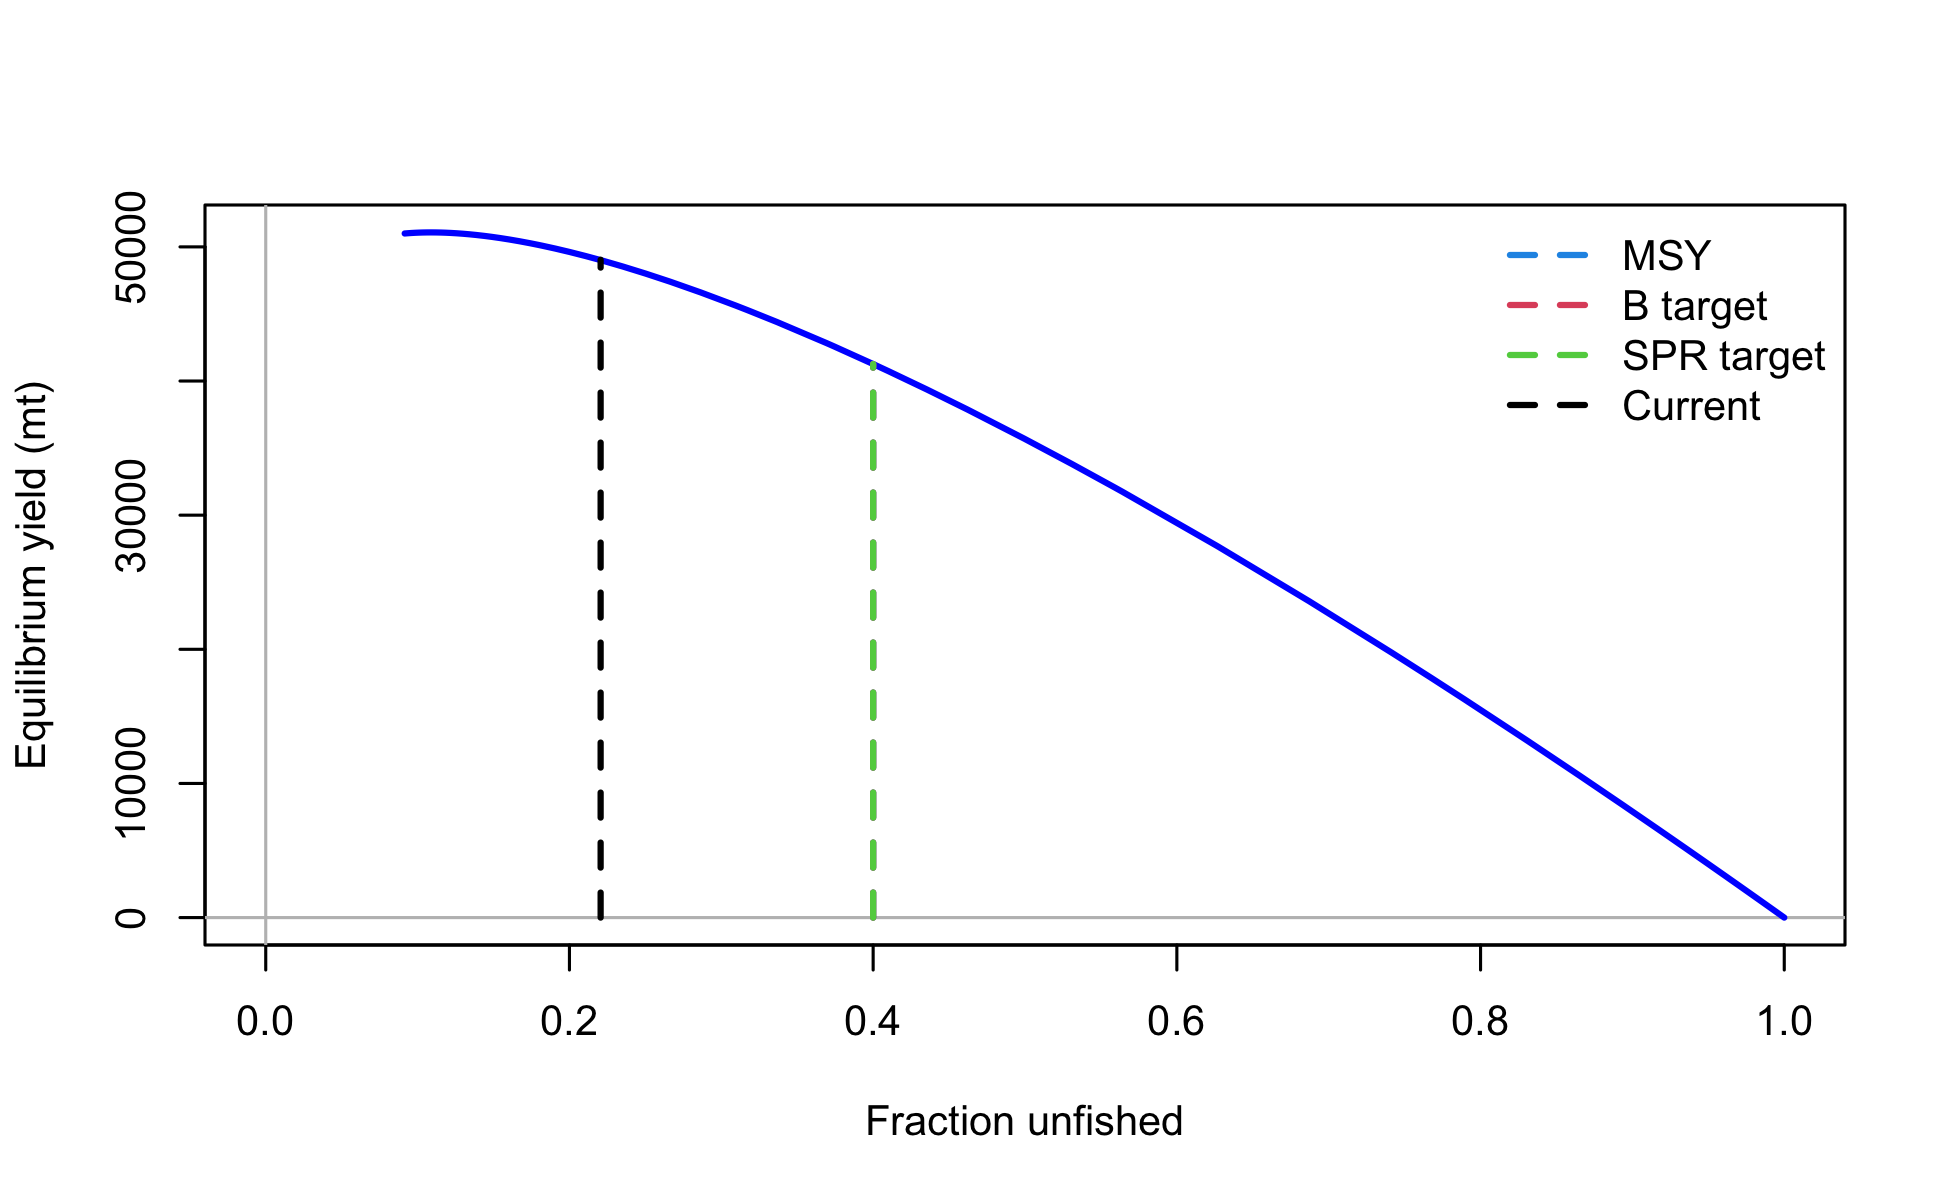 MSY
B target
SPR target
Current
50000
30000
10000
0
Equilibrium yield (mt)
0.0 0.2 0.4 0.6 0.8 1.0
Fraction unfished